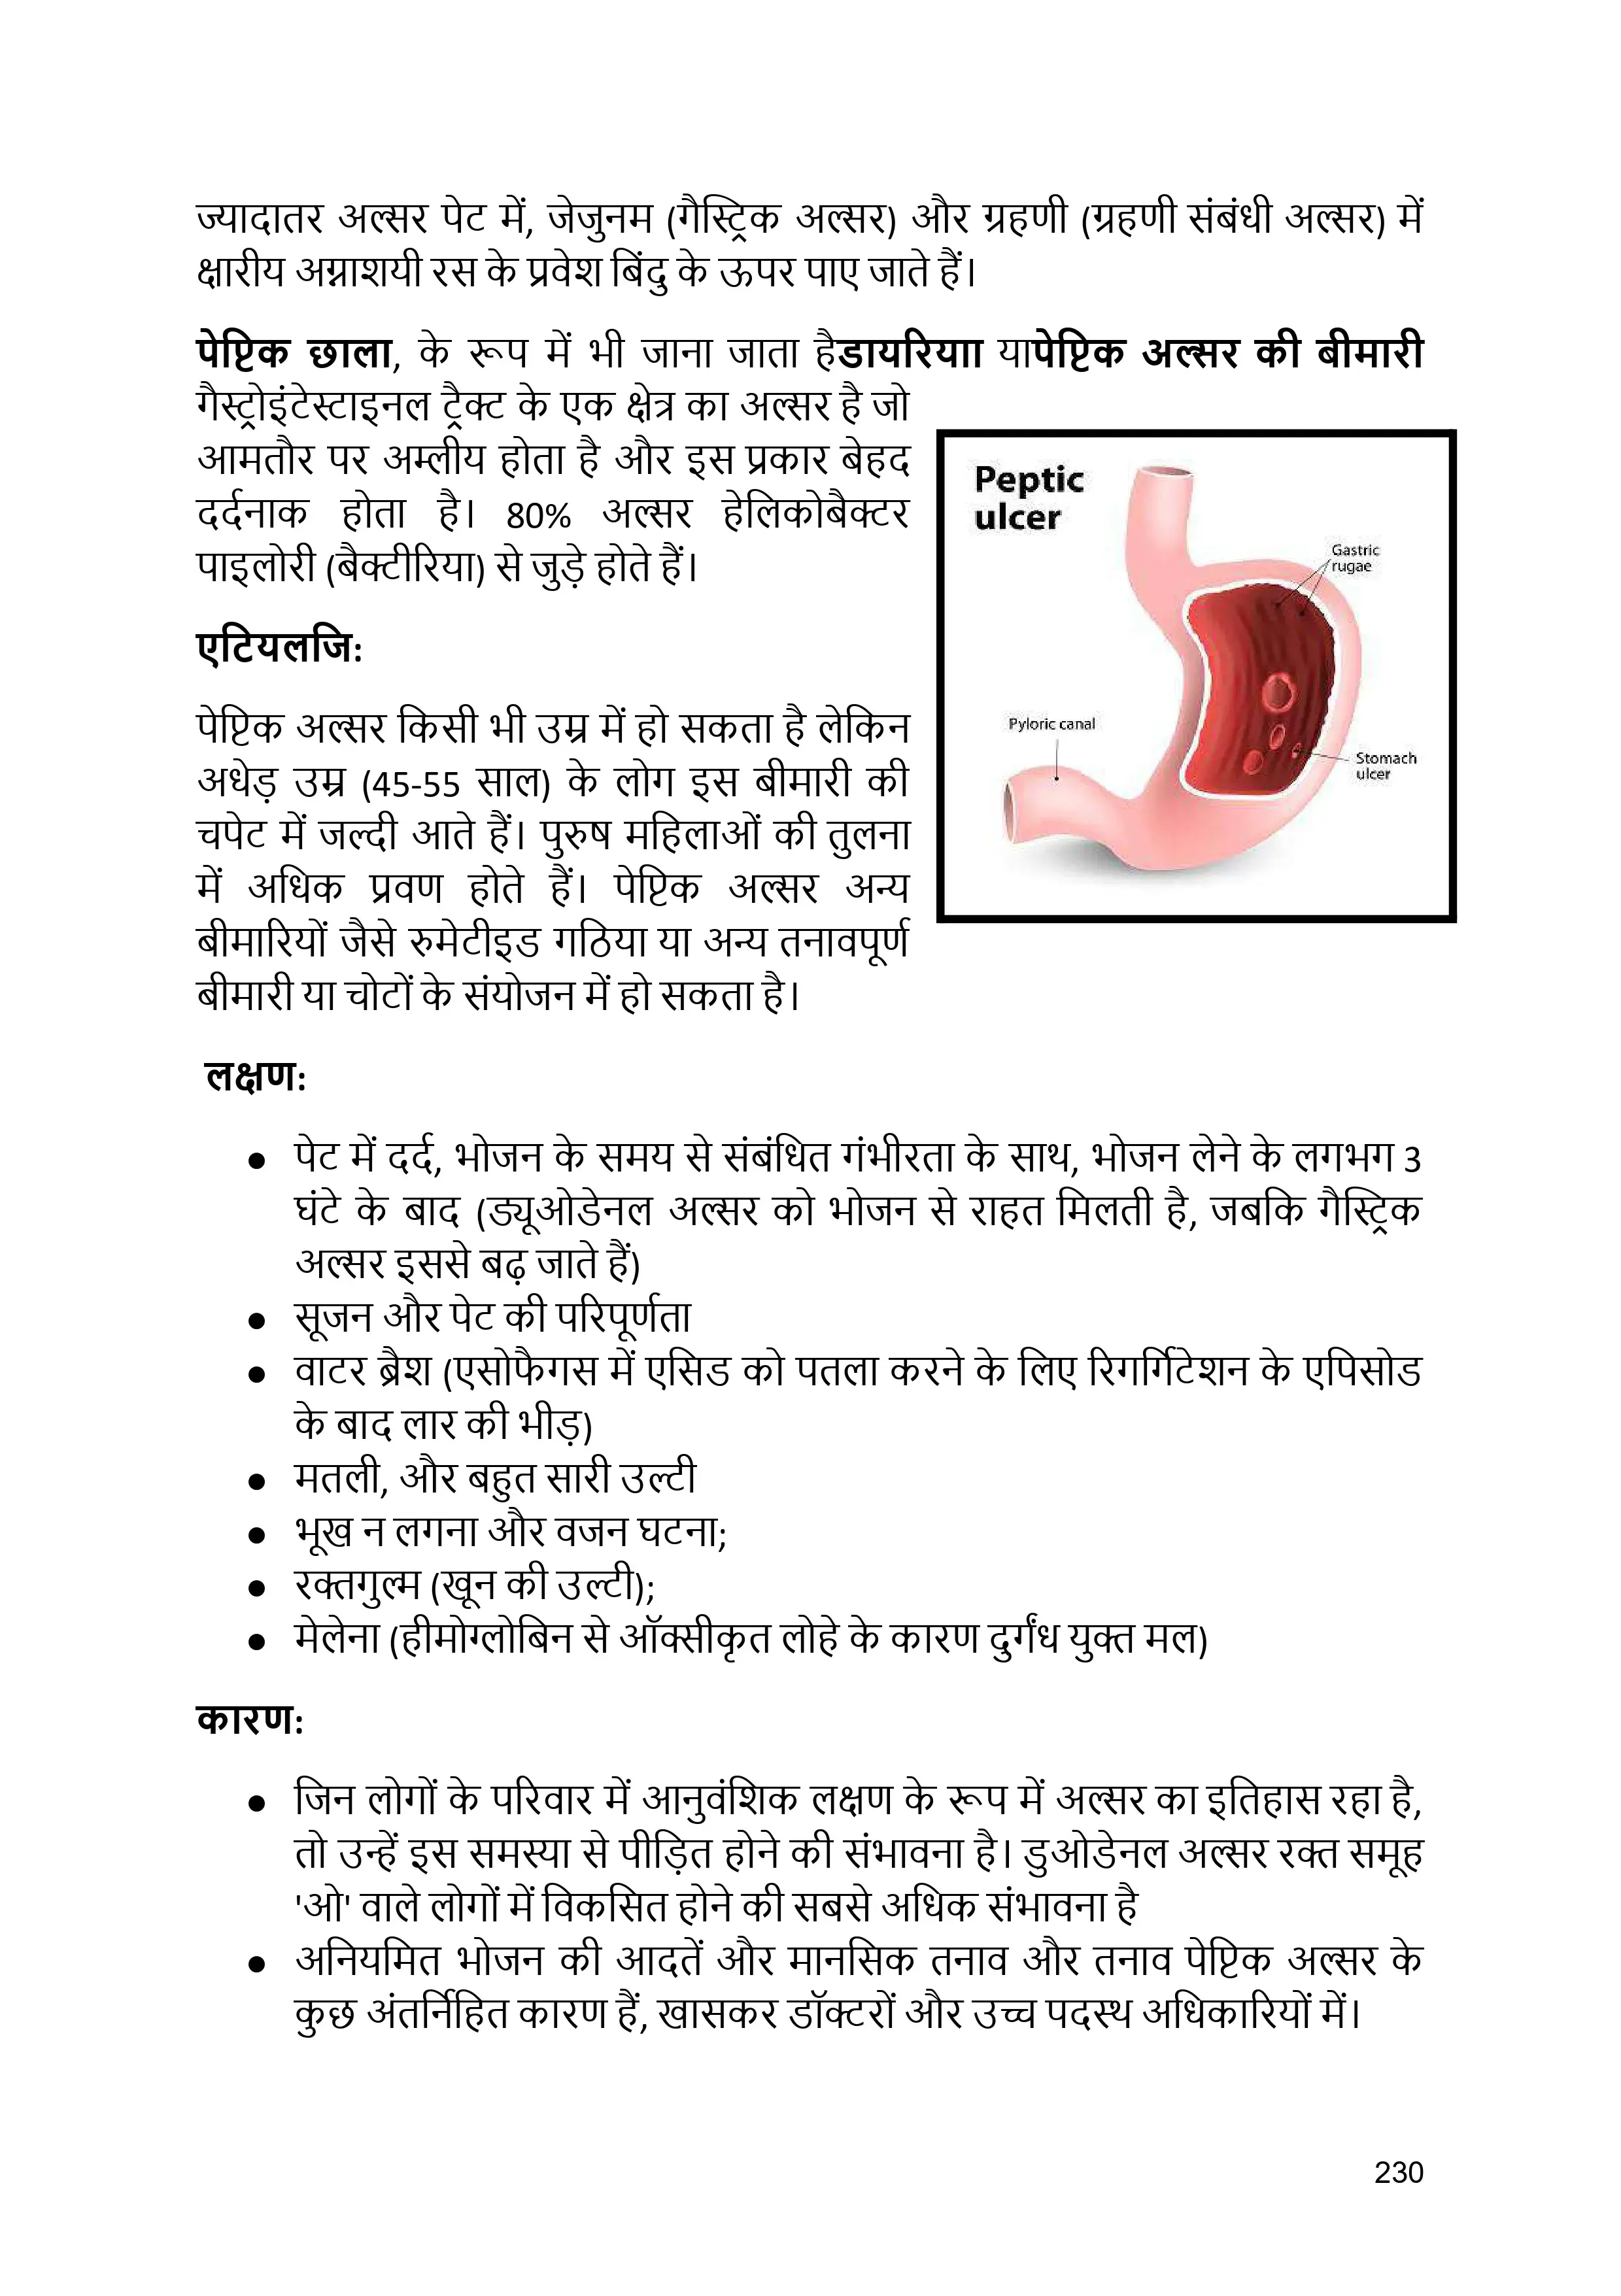 ज्यादातर अल्सर पेट में, जेजुनम (गैस्ट्रिक अल्सर) और ग्रहणी (ग्रहणी संबंधी अल्सर) में
क्षारीय अग्नाशयी रस के प्रवेश बिंदु के ऊपर पाए जाते हैं।
पेप्टिक छाला, के रूप में भी जाना जाता हैडायरियाा यापेप्टिक अल्सर की बीमारी
गैस्ट्रोइंटेस्टाइनल ट्रैक्ट के एक क्षेत्र का अल्सर है जो
आमतौर पर अम्लीय होता है और इस प्रकार बेहद
दर्दनाक होता है। 80% अल्सर हेलिकोबैक्टर
पाइलोरी (बैक्टीरिया) से जुड़े होते हैं।
Peptic
ulcer
Gastric
rugae
Pyloric canal
Stomach
ulcer
एटियलजि:
पेप्टिक अल्सर किसी भी उम्र में हो सकता है लेकिन
अधेड़ उम्र (45-55 साल) के लोग इस बीमारी की
चपेट में जल्दी आते हैं। पुरुष महिलाओं की तुलना
में अधिक प्रवण होते हैं। पेप्टिक अल्सर अन्य
बीमारियों जैसे रुमेटीइड गठिया या अन्य तनावपूर्ण
बीमारी या चोटों के संयोजन में हो सकता है।
लक्षण:
● पेट में दर्द, भोजन के समय से संबंधित गंभीरता के साथ, भोजन लेने के लगभग 3
घंटे के बाद (ड्यूओडेनल अल्सर को भोजन से राहत मिलती है, जबकि गैस्ट्रिक
अल्सर इससे बढ़ जाते हैं)
● सूजन और पेट की परिपूर्णता
● वाटर ब्रैश (एसोफैगस में एसिड को पतला करने के लिए रिगर्गिटेशन के एपिसोड
के बाद लार की भीड़)
● मतली, और बहुत सारी उल्टी
● भूख न लगना और वजन घटना;
● रक्तगुल्म (खून की उल्टी);
● मेलेना (हीमोग्लोबिन से ऑक्सीकृत लोहे के कारण दुर्गंध युक्त मल)
कारण:
● जिन लोगों के परिवार में आनुवंशिक लक्षण के रूप में अल्सर का इतिहास रहा है,
तो उन्हें इस समस्या से पीड़ित होने की संभावना है। डुओडेनल अल्सर रक्त समूह
'ओ' वाले लोगों में विकसित होने की सबसे अधिक संभावना है
● अनियमित भोजन की आदतें और मानसिक तनाव और तनाव पेप्टिक अल्सर के
कुछ अंतर्निहित कारण हैं, खासकर डॉक्टरों और उच्च पदस्थ अधिकारियों में।
230